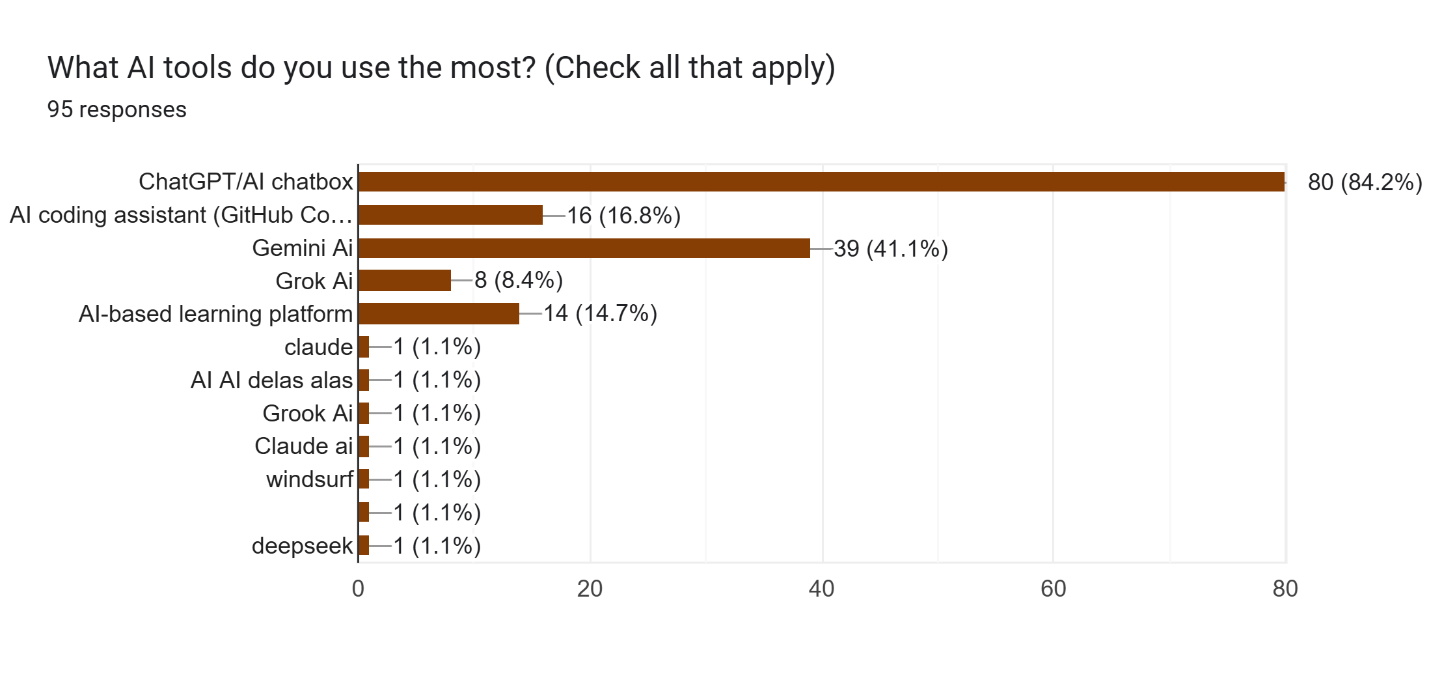 What AI tools do you use the most? (Check all that apply)
95 responses
ChatGPT/AI chatbox 80 (84.2%)
AI coding assistant (GitHub Co… 16 (16.8%)
Gemini Ai 39 (41.1%)
Grok Ai 8 (8.4%)
AI-based learning platform 14 (14.7%)
claude 1 (1.1%)
AI AI delas alas 1 (1.1%)
Grook Ai 1 (1.1%)
Claude ai 1 (1.1%)
windsurf 1 (1.1%)
1 (1.1%)
deepseek 1 (1.1%)
0 20 40 60 80